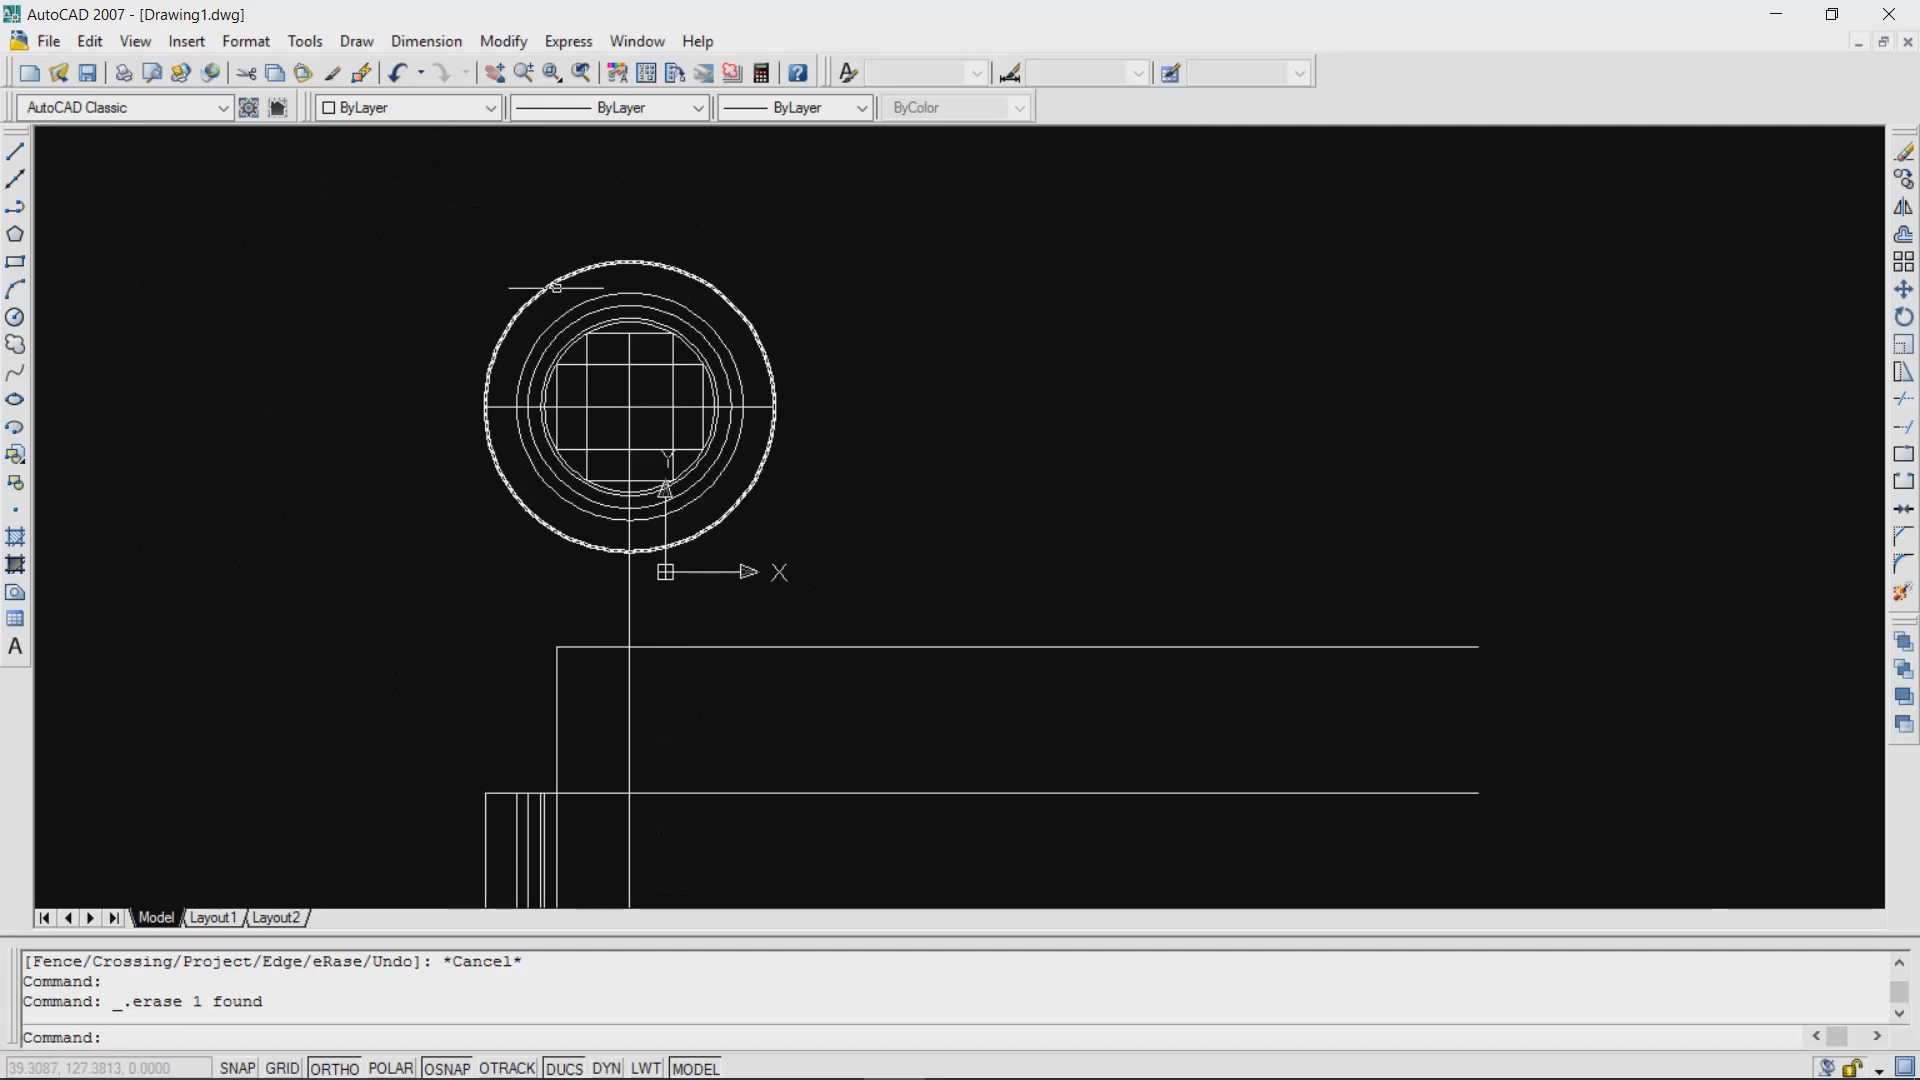 AutoCAD 2007 - [Drawing1.dwg]
File Edit View Insert Format Tools Draw Dimension Modify Express Window Help
AutoCAD Classic ByLayer ByLayer ByLayer ByColor
Y
X
Model Layout1 Layout2
[Fence/Crossing/Project/Edge/eRase/Undo]: *Cancel*
Command:
Command: _.erase 1 found
Command:
39.3087, 127.3813, 0.0000 SNAP GRID ORTHO POLAR OSNAP OTRACK DUCS DYN LWT MODEL